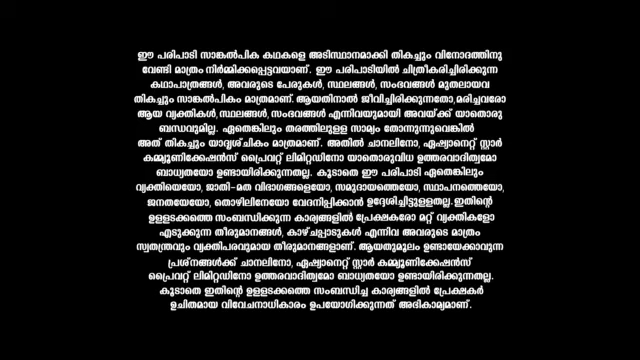 ഈ പരിപാടി സാങ്കൽപിക കഥകളെ അടിസ്ഥാനമാക്കി തികച്ചും വിനോദത്തിനു
വേണ്ടി മാത്രം നിർമ്മിക്കപ്പെട്ടവയാണ്. ഈ പരിപാടിയിൽ ചിത്രീകരിച്ചിരിക്കുന്ന
കഥാപാത്രങ്ങൾ, അവരുടെ പേരുകൾ, സ്ഥലങ്ങൾ, സംഭവങ്ങൾ മുതലായവ
തികച്ചും സാങ്കൽപികം മാത്രമാണ്. ആയതിനാൽ ജീവിച്ചിരിക്കുന്നതോ,മരിച്ചവരോ
ആയ വ്യക്തികൾ,സ്ഥലങ്ങൾ,സംഭവങ്ങൾ എന്നിവയുമായി അവയ്ക്ക് യാതൊരു
ബന്ധവുമില്ല. ഏതെങ്കിലും തരത്തിലുള്ള സാമ്യം തോന്നുന്നുവെങ്കിൽ
അത് തികച്ചും യാദൃശ്ചികം മാത്രമാണ്. അതിൽ ചാനലിനോ, ഏഷ്യാനെറ്റ് സ്റ്റാർ
കമ്മ്യൂണിക്കേഷൻസ് പ്രൈവറ്റ് ലിമിറ്റഡിനോ യാതൊരുവിധ ഉത്തരവാദിത്വമോ
ബാധ്യതയോ ഉണ്ടായിരിക്കുന്നതല്ല. കൂടാതെ ഈ പരിപാടി ഏതെങ്കിലും
വ്യക്തിയെയോ, ജാതി-മത വിഭാഗങ്ങളെയോ, സമുദായത്തെയോ, സ്ഥാപനത്തെയോ,
ജനതയേയോ, തൊഴിലിനേയോ വേദനിപ്പിക്കാൻ ഉദ്ദേശിച്ചിട്ടുള്ളതല്ല.ഇതിന്റെ
ഉള്ളടക്കത്തെ സംബന്ധിക്കുന്ന കാര്യങ്ങളിൽ പ്രേക്ഷകരോ മറ്റ് വ്യക്തികളോ
എടുക്കുന്ന തീരുമാനങ്ങൾ, കാഴ്ചപ്പാടുകൾ എന്നിവ അവരുടെ മാത്രം
സ്വതന്ത്രവും വ്യക്തിപരവുമായ തീരുമാനങ്ങളാണ്. ആയതുമൂലം ഉണ്ടായേക്കാവുന്ന
പ്രശ്നങ്ങൾക്ക് ചാനലിനോ, ഏഷ്യാനെറ്റ് സ്റ്റാർ കമ്മ്യൂണിക്കേഷൻസ്
പ്രൈവറ്റ് ലിമിറ്റഡിനോ ഉത്തരവാദിത്വമോ ബാധ്യതയോ ഉണ്ടായിരിക്കുന്നതല്ല.
കൂടാതെ ഇതിന്റെ ഉള്ളടക്കത്തെ സംബന്ധിച്ച കാര്യങ്ങളിൽ പ്രേക്ഷകർ
ഉചിതമായ വിവേചനാധികാരം ഉപയോഗിക്കുന്നത് അഭികാമ്യമാണ്.